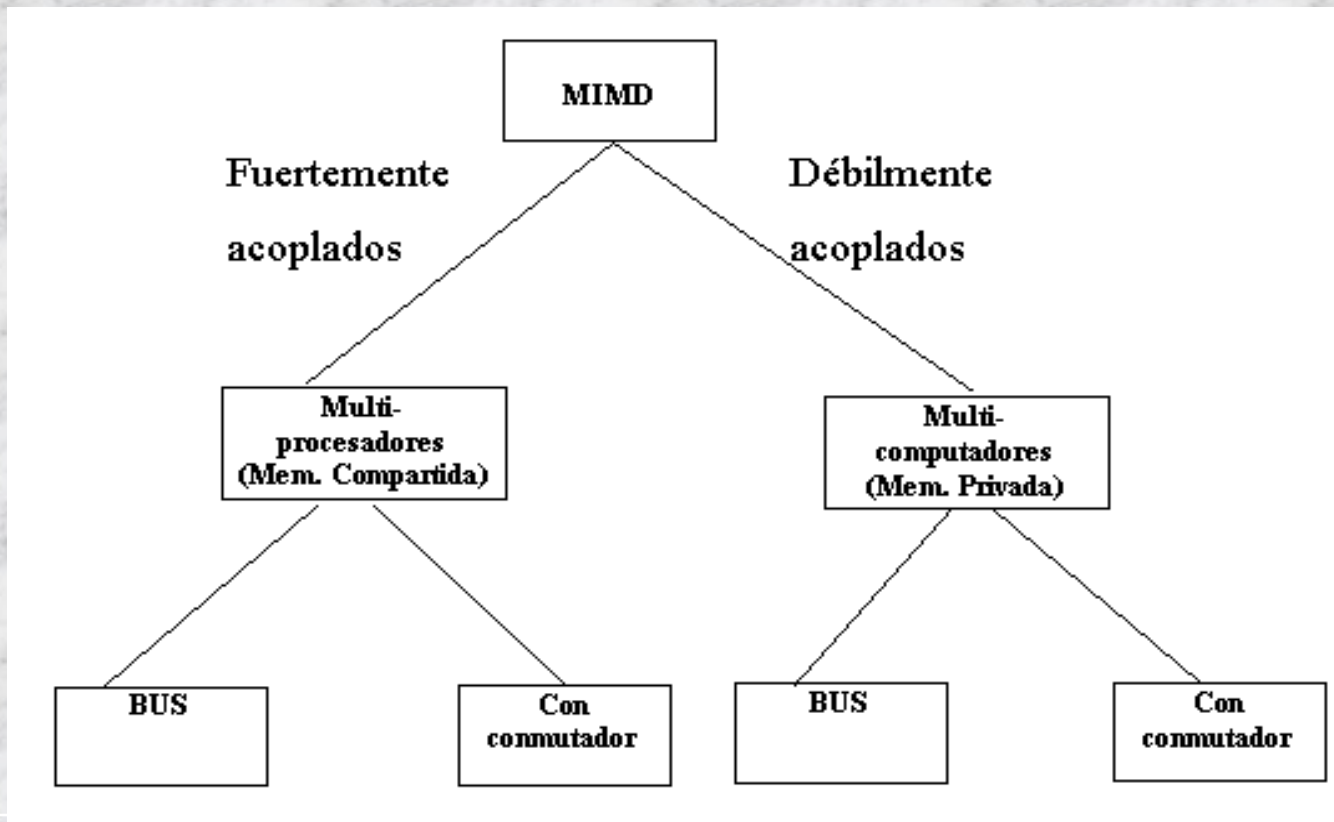 MIMD
Fuertemente
acoplados
Débilmente
acoplados
Multi-
procesadores
(Mem. Compartida)
Multi-
computadores
(Mem. Privada)
BUS
Con
conmutador
BUS
Con
conmutador